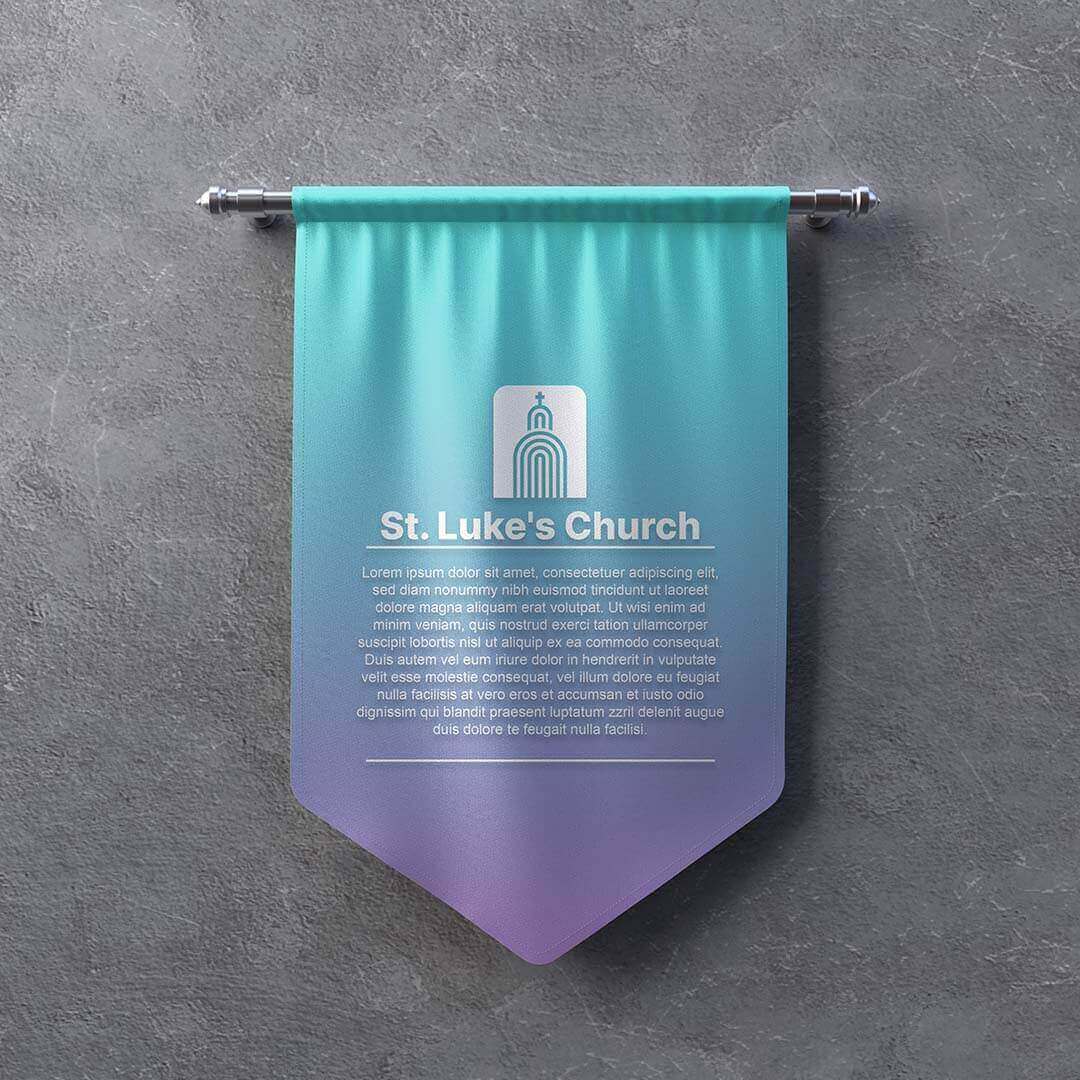 St. Luke's Church
Lorem ipsum dolor sit amet, consectetuer adipiscing elit,
sed diam nonummy nibh euismod tincidunt ut laoreet
dolore magna aliquam erat volutpat. Ut wisi enim ad
minim veniam, quis nostrud exerci tation ullamcorper
suscipit lobortis nisl ut aliquip ex ea commodo consequat.
Duis autem vel eum iriure dolor in hendrerit in vulputate
velit esse molestie consequat, vel illum dolore eu feugiat
nulla facilisis at vero eros et accumsan et iusto odio
dignissim qui blandit praesent luptatum zzril delenit augue
duis dolore te feugait nulla facilisi.